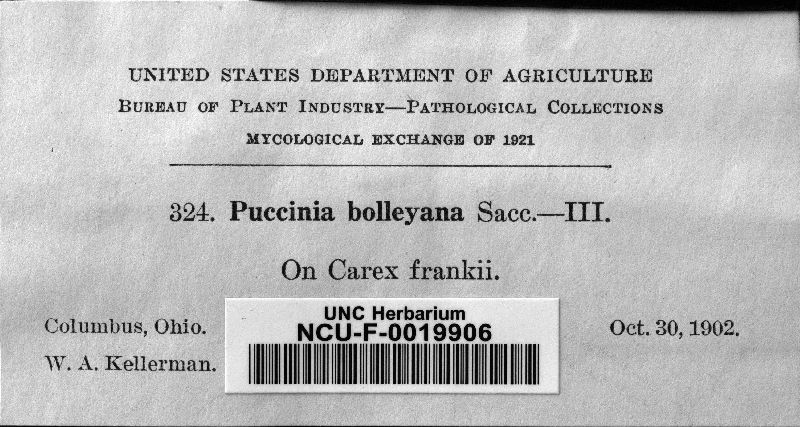 UNITED STATES DEPARTMENT OF AGRICULTURE
BUREAU OF PLANT INDUSTRY—PATHOLOGICAL COLLECTIONS
MYCOLOGICAL EXCHANGE OF 1921
324. Puccinia bolleyana Sacc.—III.
On Carex frankii.
Columbus, Ohio.
W. A. Kellerman.
UNC Herbarium
NCU-F-0019906
Oct. 30, 1902.